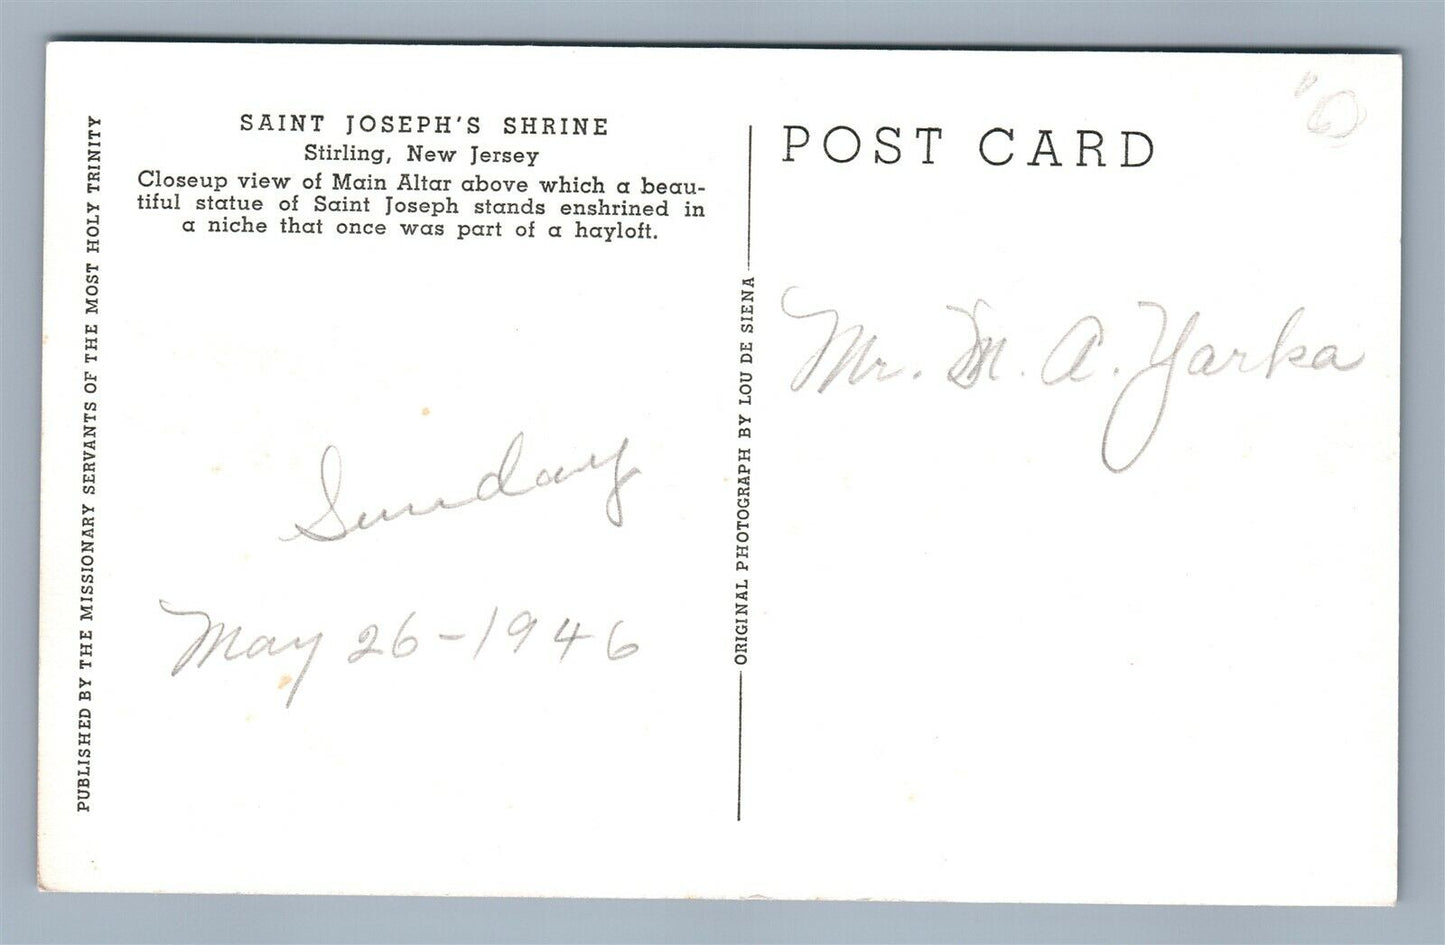 SAINT JOSEPH'S SHRINE
Stirling, New Jersey
Closeup view of Main Altar above which a beau-
tiful statue of Saint Joseph stands enshrined in
a niche that once was part of a hayloft.
PUBLISHED BY THE MISSIONARY SERVANTS OF THE MOST HOLY TRINITY
Sunday
May 26-1946
ORIGINAL PHOTOGRAPH BY LOU DE SIENA
POST CARD
Mr. M. A. Yarka